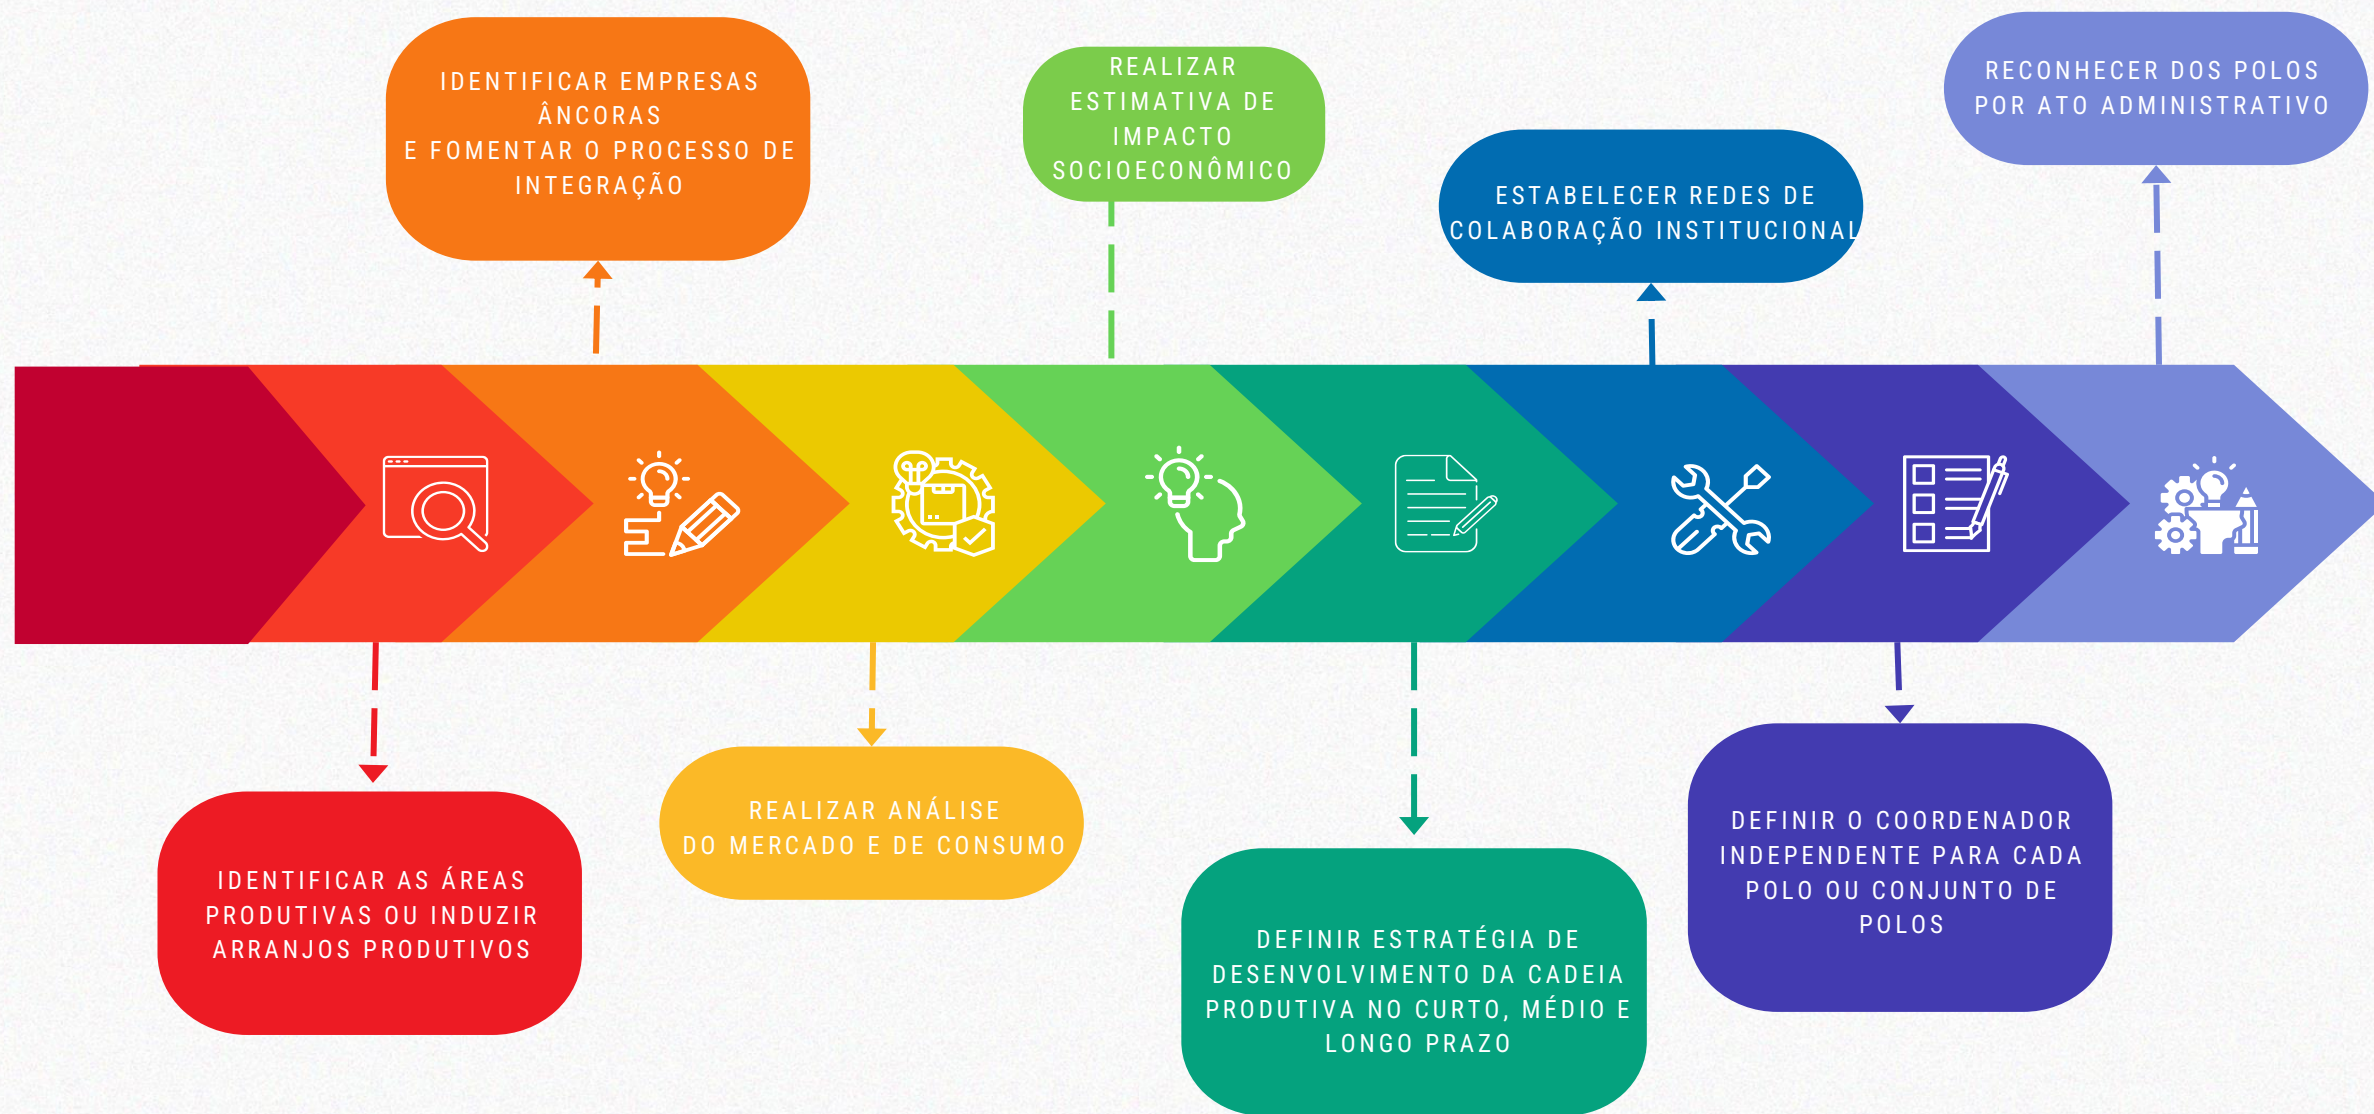 IDENTIFICAR EMPRESAS
ÂNCORAS
E FOMENTAR O PROCESSO DE
INTEGRAÇÃO
REALIZAR
ESTIMATIVA DE
IMPACTO
SOCIOECONÔMICO
ESTABELECER REDES DE
COLABORAÇÃO INSTITUCIONAL
RECONHECER DOS POLOS
POR ATO ADMINISTRATIVO
IDENTIFICAR AS ÁREAS
PRODUTIVAS OU INDUZIR
ARRANJOS PRODUTIVOS
REALIZAR ANÁLISE
DO MERCADO E DE CONSUMO
DEFINIR ESTRATÉGIA DE
DESENVOLVIMENTO DA CADEIA
PRODUTIVA NO CURTO, MÉDIO E
LONGO PRAZO
DEFINIR O COORDENADOR
INDEPENDENTE PARA CADA
POLO OU CONJUNTO DE
POLOS